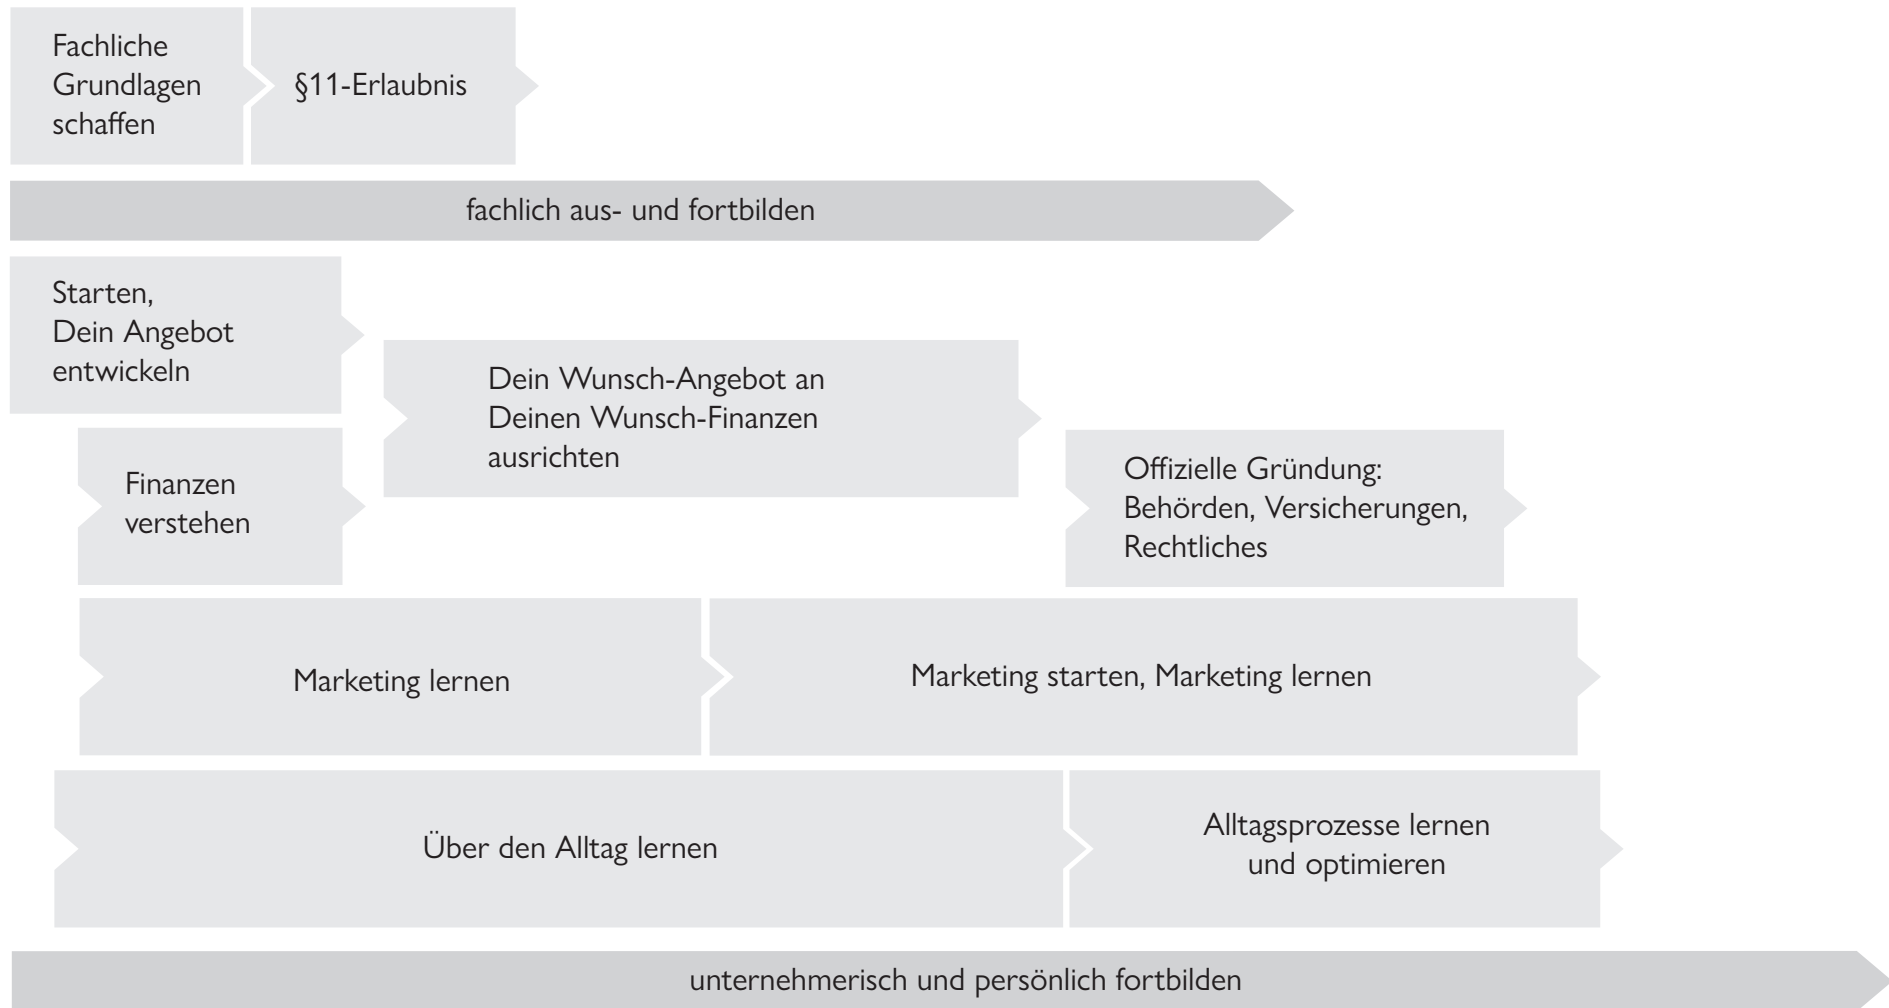 Fachliche
Grundlagen
schaffen
§11-Erlaubnis
fachlich aus- und fortbilden
Starten,
Dein Angebot
entwickeln
Dein Wunsch-Angebot an
Deinen Wunsch-Finanzen
ausrichten
Finanzen
verstehen
Offizielle Gründung:
Behörden, Versicherungen,
Rechtliches
Marketing lernen
Marketing starten, Marketing lernen
Über den Alltag lernen
Alltagsprozesse lernen
und optimieren
unternehmerisch und persönlich fortbilden